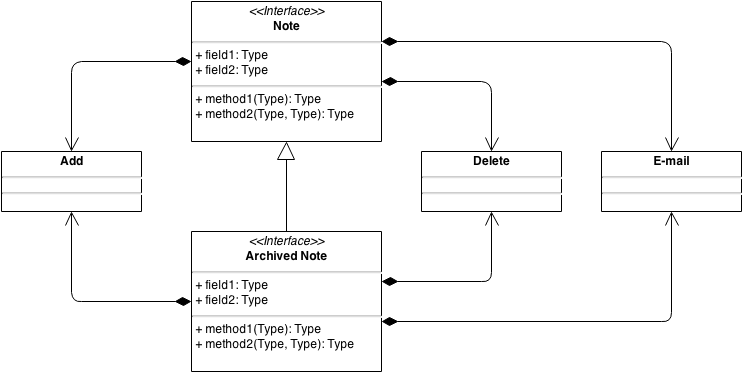 <<Interface>>
Note
+ field1: Type
+ field2: Type
+ method1(Type): Type
+ method2(Type, Type): Type
Add
Delete
E-mail
<<Interface>>
Archived Note
+ field1: Type
+ field2: Type
+ method1(Type): Type
+ method2(Type, Type): Type